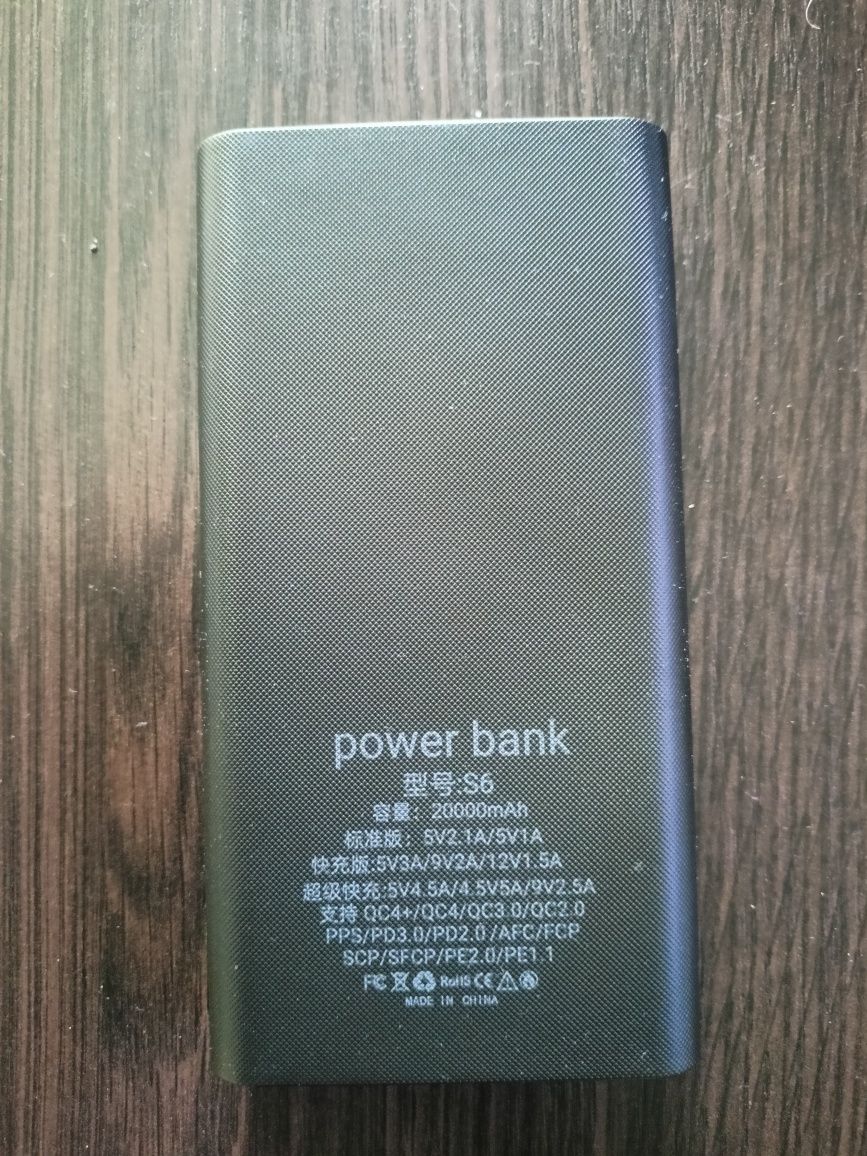 power bank
型号:S6
容量：20000mAh
标准版：5V2.1A/5V1A
快充版:5V3A/9V2A/12V1.5A
超级快充:5V4.5A/4.5V5A/9V2.5A
支持 QC4+/QC4/QC3.0/QC2.0
PPS/PD3.0/PD2.0 /AFC/FCP
SCP/SFCP/PE2.0/PE1.1
FC RoHS CE
MADE IN CHINA